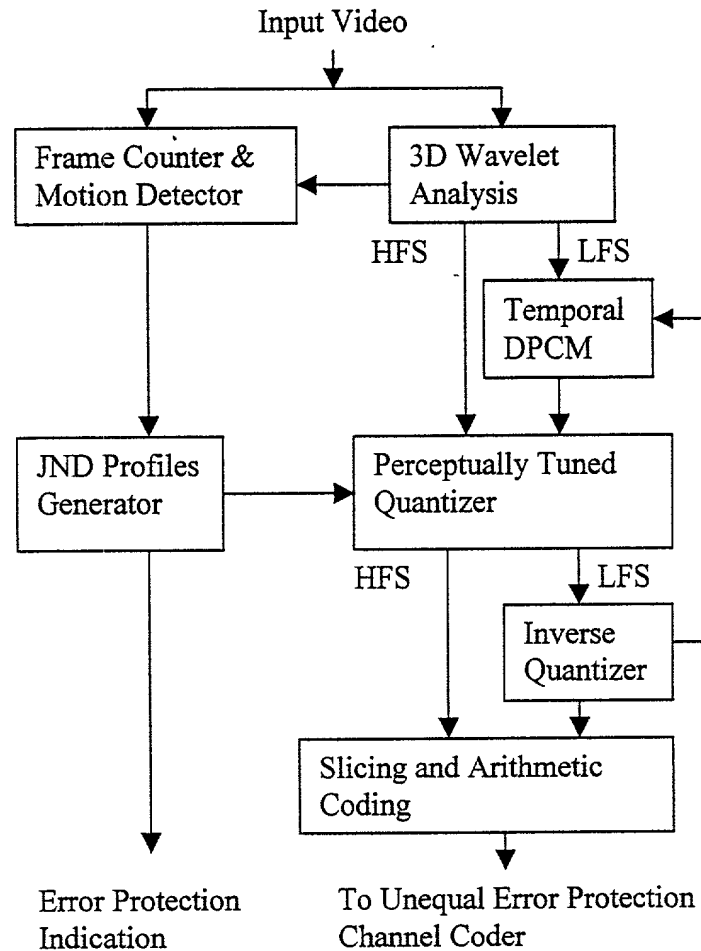 Input Video
Frame Counter &
Motion Detector
3D Wavelet
Analysis
HFS
LFS
Temporal
DPCM
JND Profiles
Generator
Perceptually Tuned
Quantizer
HFS
LFS
Inverse
Quantizer
Slicing and Arithmetic
Coding
Error Protection
Indication
To Unequal Error Protection
Channel Coder